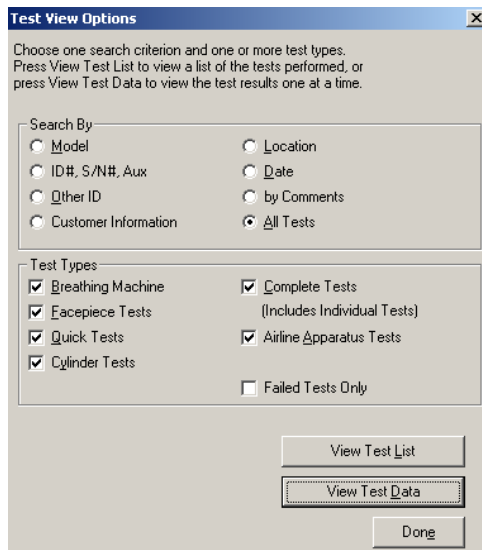 Test View Options
Choose one search criterion and one or more test types.
Press View Test List to view a list of the tests performed, or
press View Test Data to view the test results one at a time.
Search By
Model
Location
ID#, S/N#, Aux
Date
Other ID
by Comments
Customer Information
All Tests
Test Types
Breathing Machine
Complete Tests
Facepiece Tests
(Includes Individual Tests)
Quick Tests
Airline Apparatus Tests
Cylinder Tests
Failed Tests Only
View Test List
View Test Data
Done